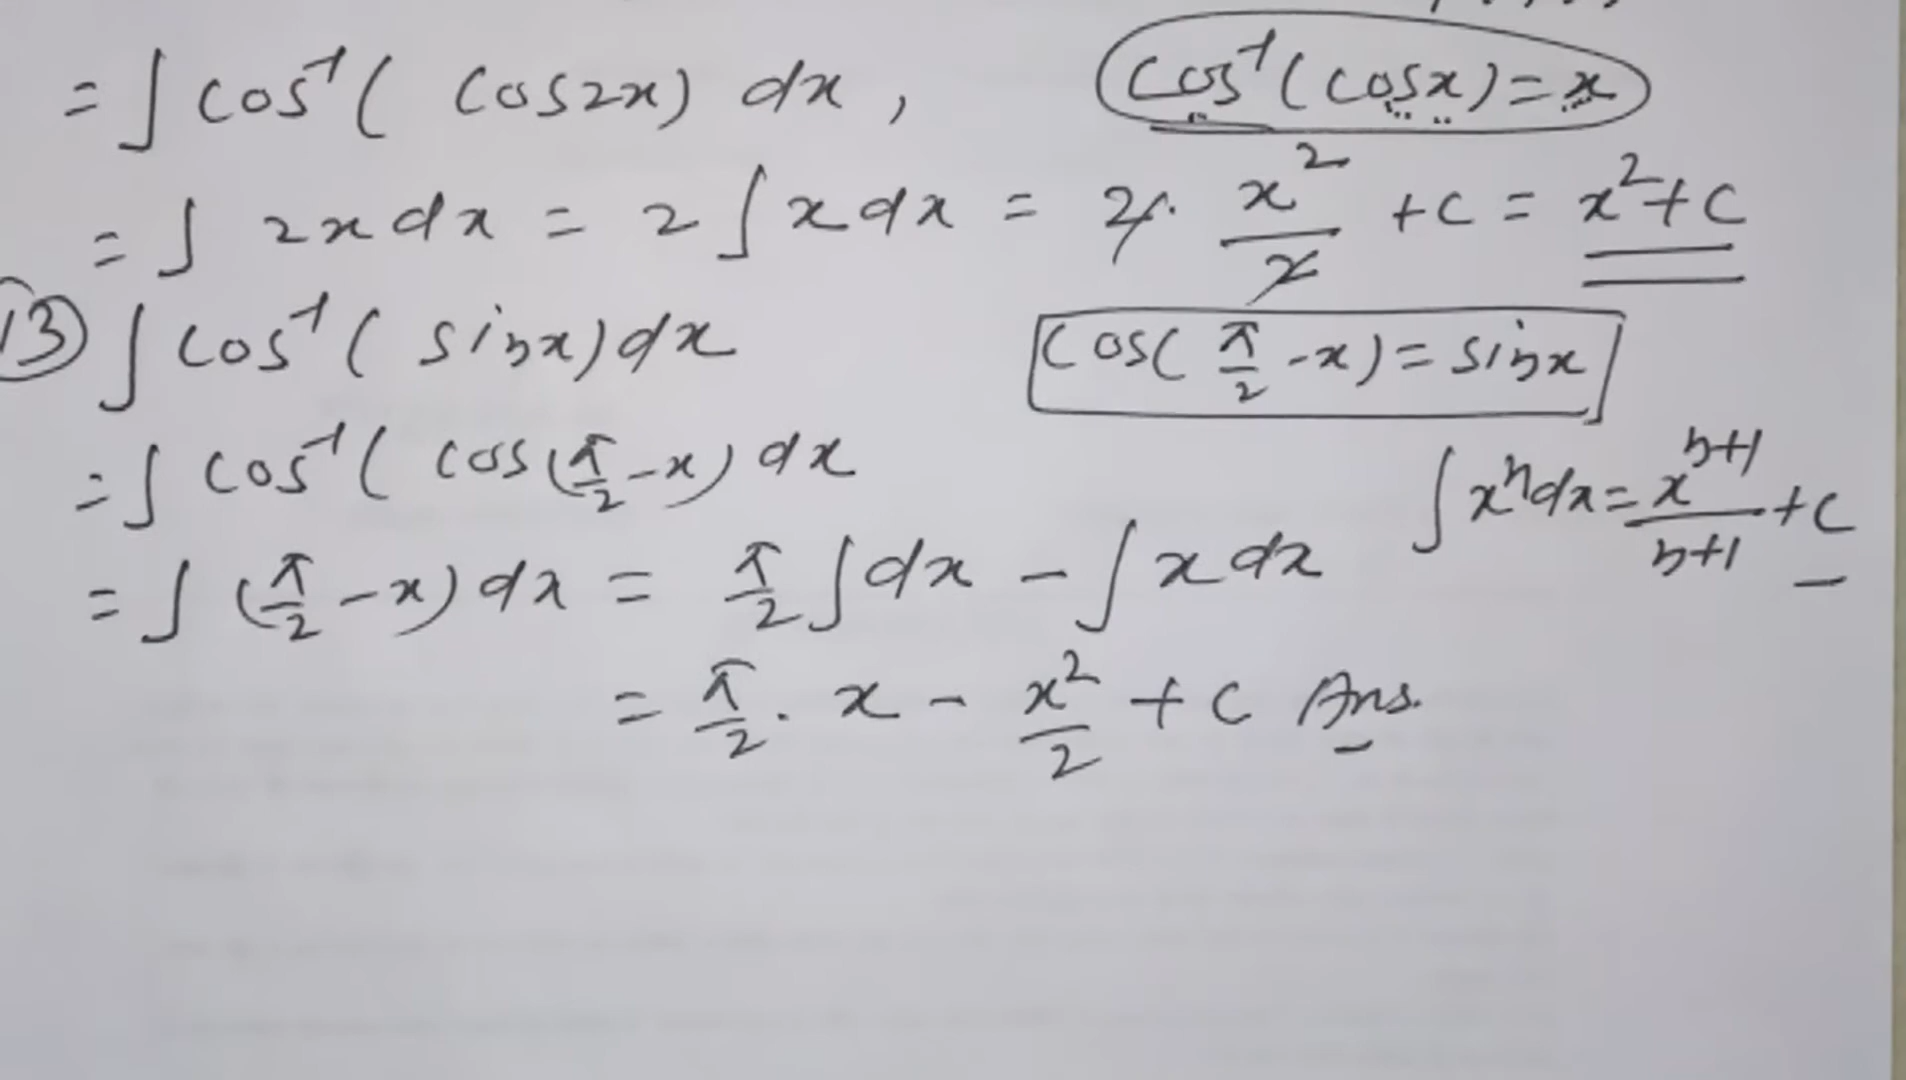 = ∫ cos⁻¹( cos2x) dx , cos⁻¹(cosx)=x
= ∫ 2x dx = 2 ∫ x dx = 2. x²/2 +c = x²+c
13 ∫ cos⁻¹( sinx)dx cos( π/2 -x)= sinx
= ∫ cos⁻¹( cos(π/2 -x) dx ∫ xⁿdx= xⁿ⁺¹/n+1 +c
= ∫ (π/2 -x) dx = π/2 ∫ dx - ∫ x dx
= π/2 . x - x²/2 + c Ans.